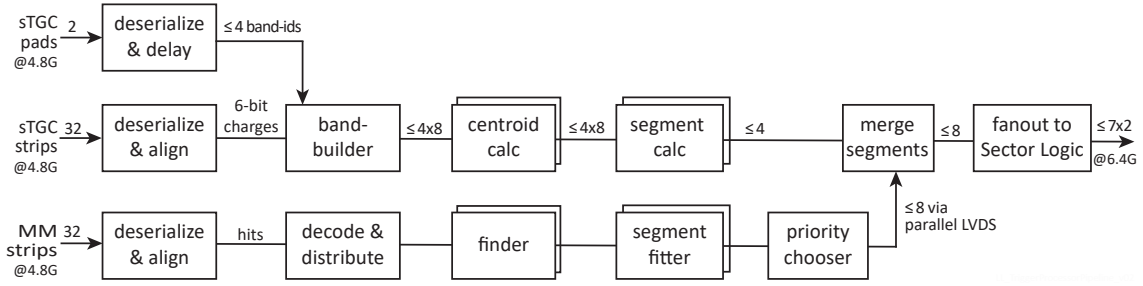 sTGC
pads
@4.8G
2
deserialize
& delay
≤ 4 band-ids
sTGC
strips
@4.8G
32
deserialize
& align
6-bit
charges
band-
builder
≤ 4x8
centroid
calc
≤ 4x8
segment
calc
≤ 4
merge
segments
≤ 8
fanout to
Sector Logic
≤ 7x2
@6.4G
MM
strips
@4.8G
32
deserialize
& align
hits
decode &
distribute
finder
segment
fitter
priority
chooser
≤ 8 via
parallel LVDS